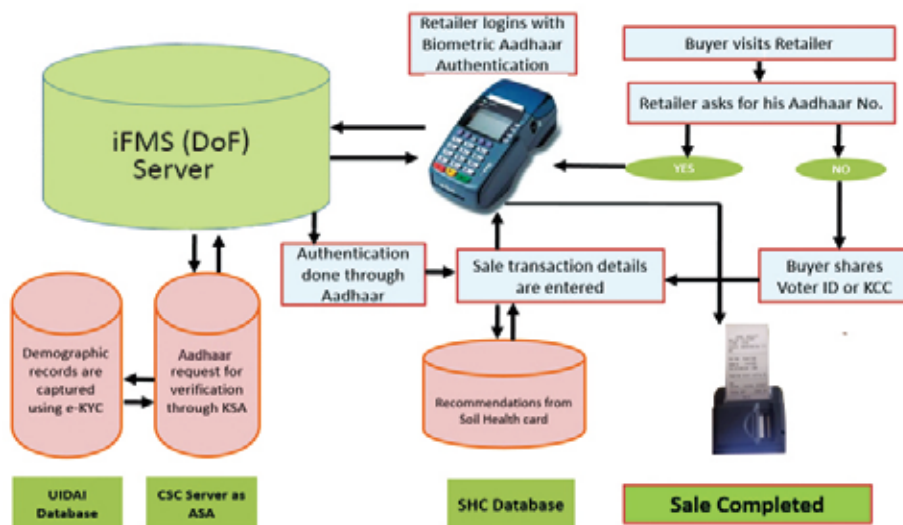 Retailer logins with
Biometric Aadhaar
Authentication
Buyer visits Retailer
Retailer asks for his Aadhaar No.
YES
NO
iFMS (DoF)
Server
Authentication
done through
Aadhaar
Sale transaction details
are entered
Buyer shares
Voter ID or KCC
Demographic
records are
captured
using e-KYC
Aadhaar
request for
verification
through KSA
Recommendations from
Soil Health card
UIDAI
Database
CSC Server as
ASA
SHC Database
Sale Completed